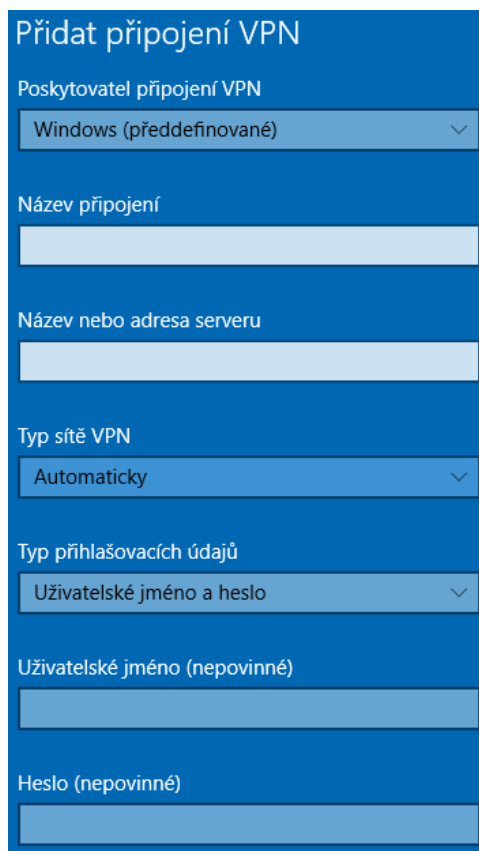 Přidat připojení VPN
Poskytovatel připojení VPN
Windows (předdefinované)
Název připojení
Název nebo adresa serveru
Typ sítě VPN
Automaticky
Typ přihlašovacích údajů
Uživatelské jméno a heslo
Uživatelské jméno (nepovinné)
Heslo (nepovinné)